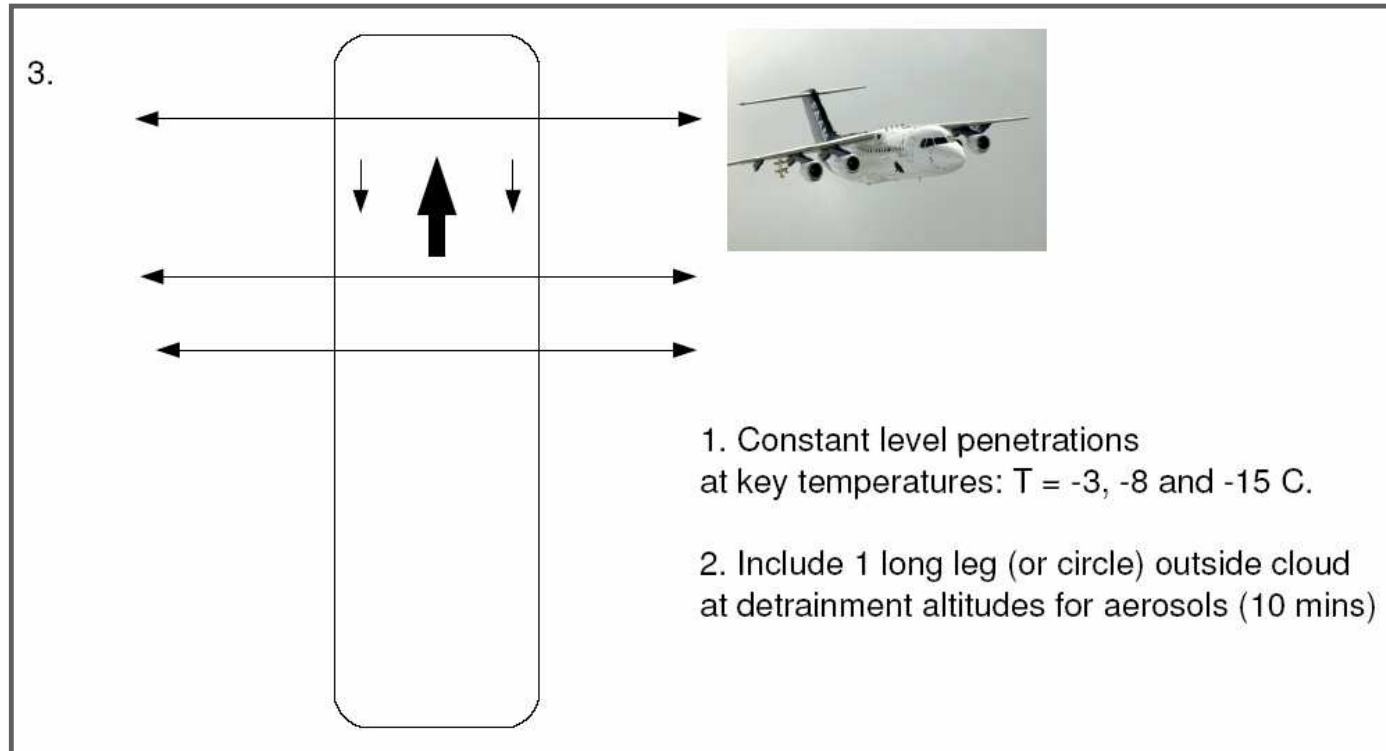 3.
1. Constant level penetrations
at key temperatures: T = -3, -8 and -15 C.
2. Include 1 long leg (or circle) outside cloud
at detrainment altitudes for aerosols (10 mins)